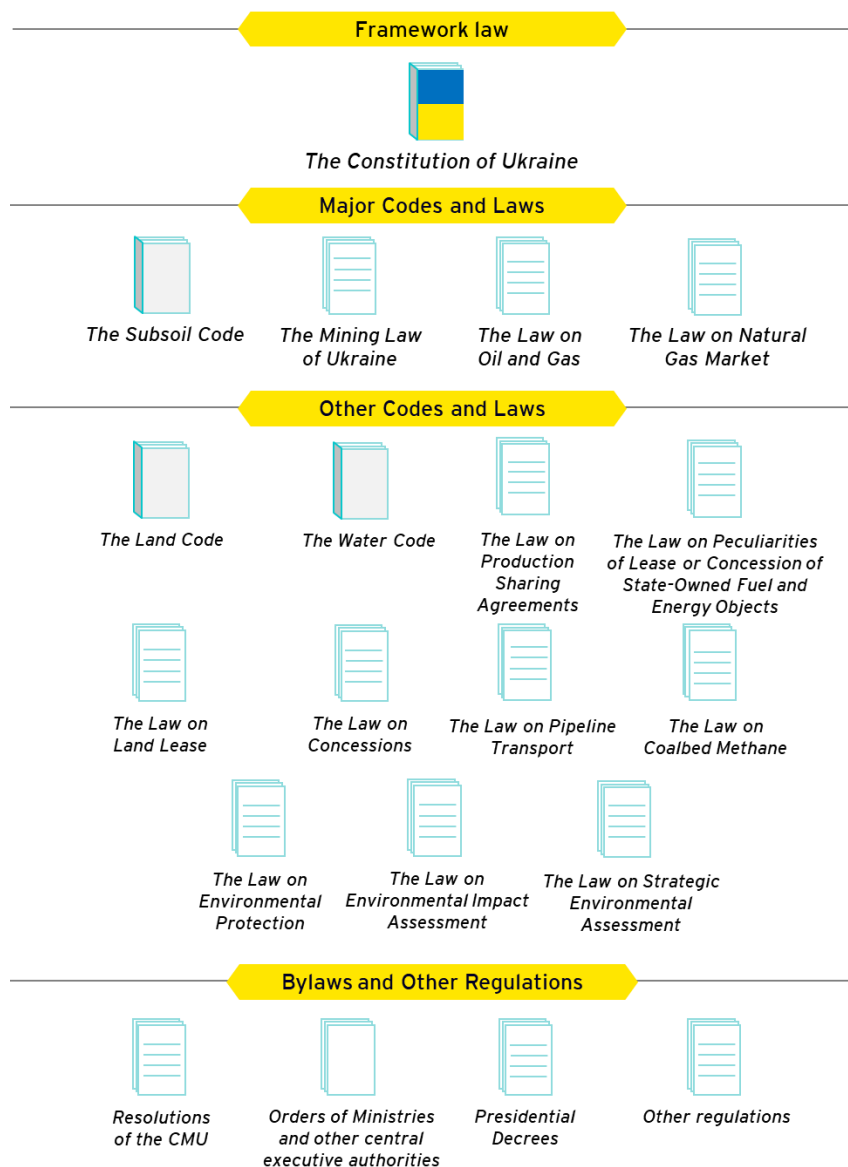 Framework law
The Constitution of Ukraine
Major Codes and Laws
The Subsoil Code
The Mining Law
of Ukraine
The Law on
Oil and Gas
The Law on Natural
Gas Market
Other Codes and Laws
The Land Code
The Water Code
The Law on
Production
Sharing
Agreements
The Law on Peculiarities
of Lease or Concession of
State-Owned Fuel and
Energy Objects
The Law on
Land Lease
The Law on
Concessions
The Law on Pipeline
Transport
The Law on
Coalbed Methane
The Law on
Environmental
Protection
The Law on
Environmental Impact
Assessment
The Law on Strategic
Environmental
Assessment
Bylaws and Other Regulations
Resolutions
of the CMU
Orders of Ministries
and other central
executive authorities
Presidential
Decrees
Other regulations